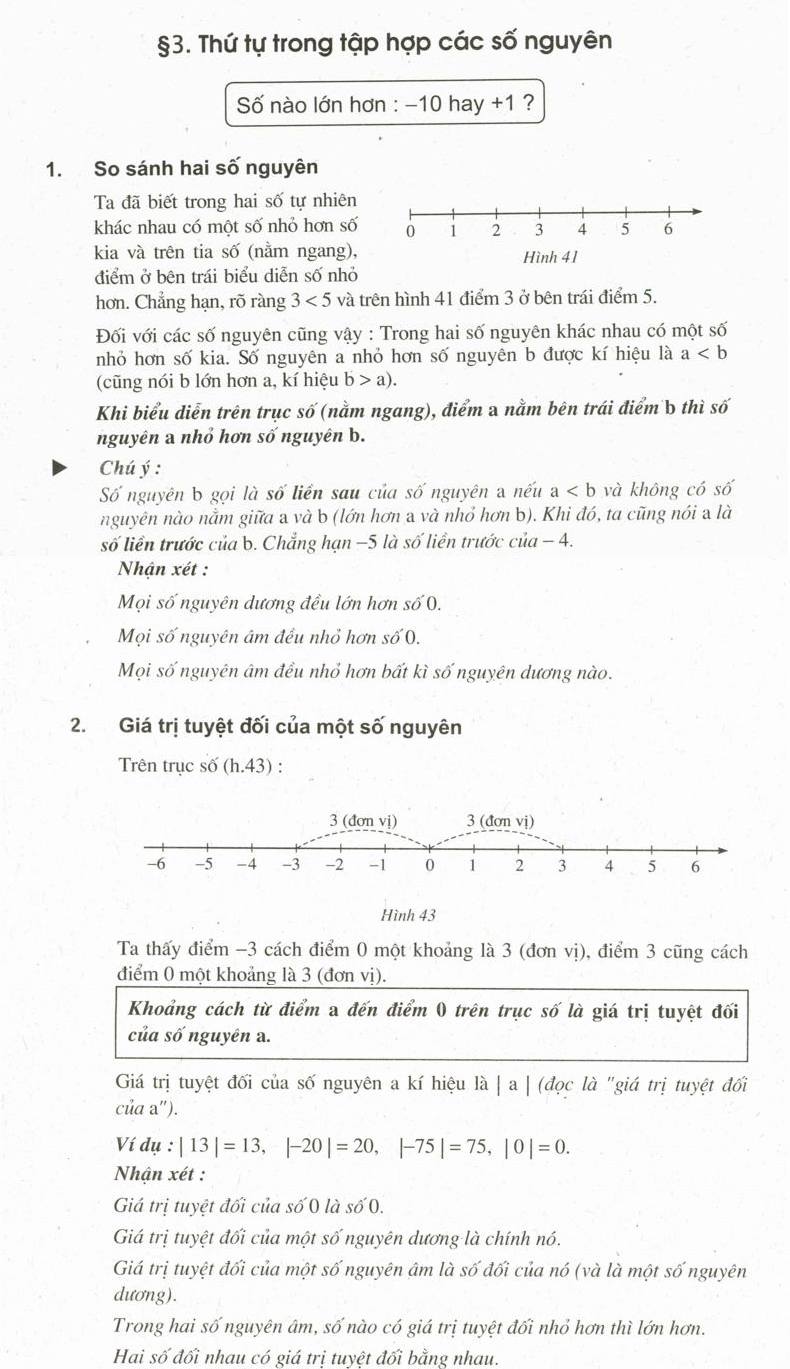 §3. Thứ tự trong tập hợp các số nguyên
Số nào lớn hơn : −10 hay +1 ?
1. So sánh hai số nguyên
Ta đã biết trong hai số tự nhiên
khác nhau có một số nhỏ hơn số
kia và trên tia số (nằm ngang),
điểm ở bên trái biểu diễn số nhỏ
0 1 2 3 4 5 6
Hình 41
hơn. Chẳng hạn, rõ ràng 3 < 5 và trên hình 41 điểm 3 ở bên trái điểm 5.
Đối với các số nguyên cũng vậy : Trong hai số nguyên khác nhau có một số
nhỏ hơn số kia. Số nguyên a nhỏ hơn số nguyên b được kí hiệu là a < b
(cũng nói b lớn hơn a, kí hiệu b > a).
Khi biểu diễn trên trục số (nằm ngang), điểm a nằm bên trái điểm b thì số
nguyên a nhỏ hơn số nguyên b.
Chú ý :
Số nguyên b gọi là số liền sau của số nguyên a nếu a < b và không có số
nguyên nào nằm giữa a và b (lớn hơn a và nhỏ hơn b). Khi đó, ta cũng nói a là
số liền trước của b. Chẳng hạn −5 là số liền trước của − 4.
Nhận xét :
Mọi số nguyên dương đều lớn hơn số 0.
Mọi số nguyên âm đều nhỏ hơn số 0.
Mọi số nguyên âm đều nhỏ hơn bất kì số nguyên dương nào.
2. Giá trị tuyệt đối của một số nguyên
Trên trục số (h.43) :
3 (đơn vị) 3 (đơn vị)
−6 −5 −4 −3 −2 −1 0 1 2 3 4 5 6
Hình 43
Ta thấy điểm −3 cách điểm 0 một khoảng là 3 (đơn vị), điểm 3 cũng cách
điểm 0 một khoảng là 3 (đơn vị).
Khoảng cách từ điểm a đến điểm 0 trên trục số là giá trị tuyệt đối
của số nguyên a.
Giá trị tuyệt đối của số nguyên a kí hiệu là | a | (đọc là "giá trị tuyệt đối
của a").
Ví dụ : | 13 | = 13, |−20 | = 20, |−75 | = 75, | 0 | = 0.
Nhận xét :
Giá trị tuyệt đối của số 0 là số 0.
Giá trị tuyệt đối của một số nguyên dương là chính nó.
Giá trị tuyệt đối của một số nguyên âm là số đối của nó (và là một số nguyên
dương).
Trong hai số nguyên âm, số nào có giá trị tuyệt đối nhỏ hơn thì lớn hơn.
Hai số đối nhau có giá trị tuyệt đối bằng nhau.